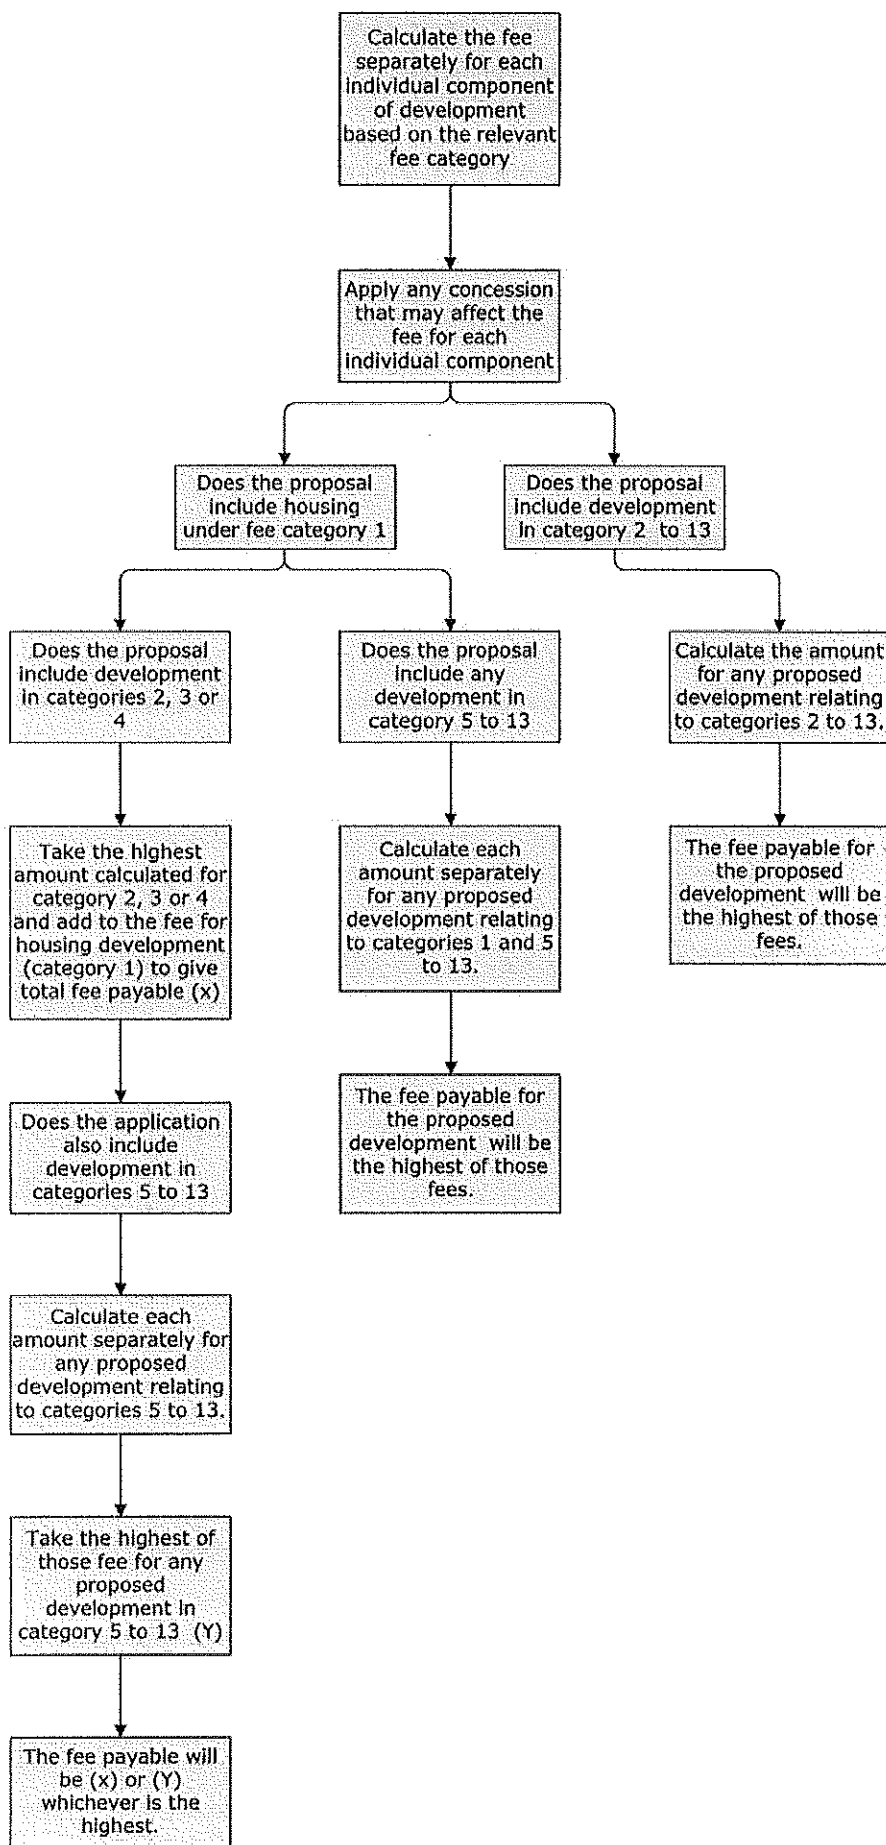 Calculate the fee
separately for each
individual component
of development
based on the relevant
fee category
Apply any concession
that may affect the
fee for each
individual component
Does the proposal
include housing
under fee category 1
Does the proposal
include development
in category 2 to 13
Does the proposal
include development
in categories 2, 3 or
4
Does the proposal
include any
development in
category 5 to 13
Calculate the amount
for any proposed
development relating
to categories 2 to 13.
Take the highest
amount calculated for
category 2, 3 or 4
and add to the fee for
housing development
(category 1) to give
total fee payable (x)
Calculate each
amount separately
for any proposed
development relating
to categories 1 and 5
to 13.
The fee payable for
the proposed
development will be
the highest of those
fees.
Does the application
also include
development in
categories 5 to 13
The fee payable for
the proposed
development will be
the highest of those
fees.
Calculate each
amount separately for
any proposed
development relating
to categories 5 to 13.
Take the highest of
those fee for any
proposed
development in
category 5 to 13 (Y)
The fee payable will
be (x) or (Y)
whichever is the
highest.